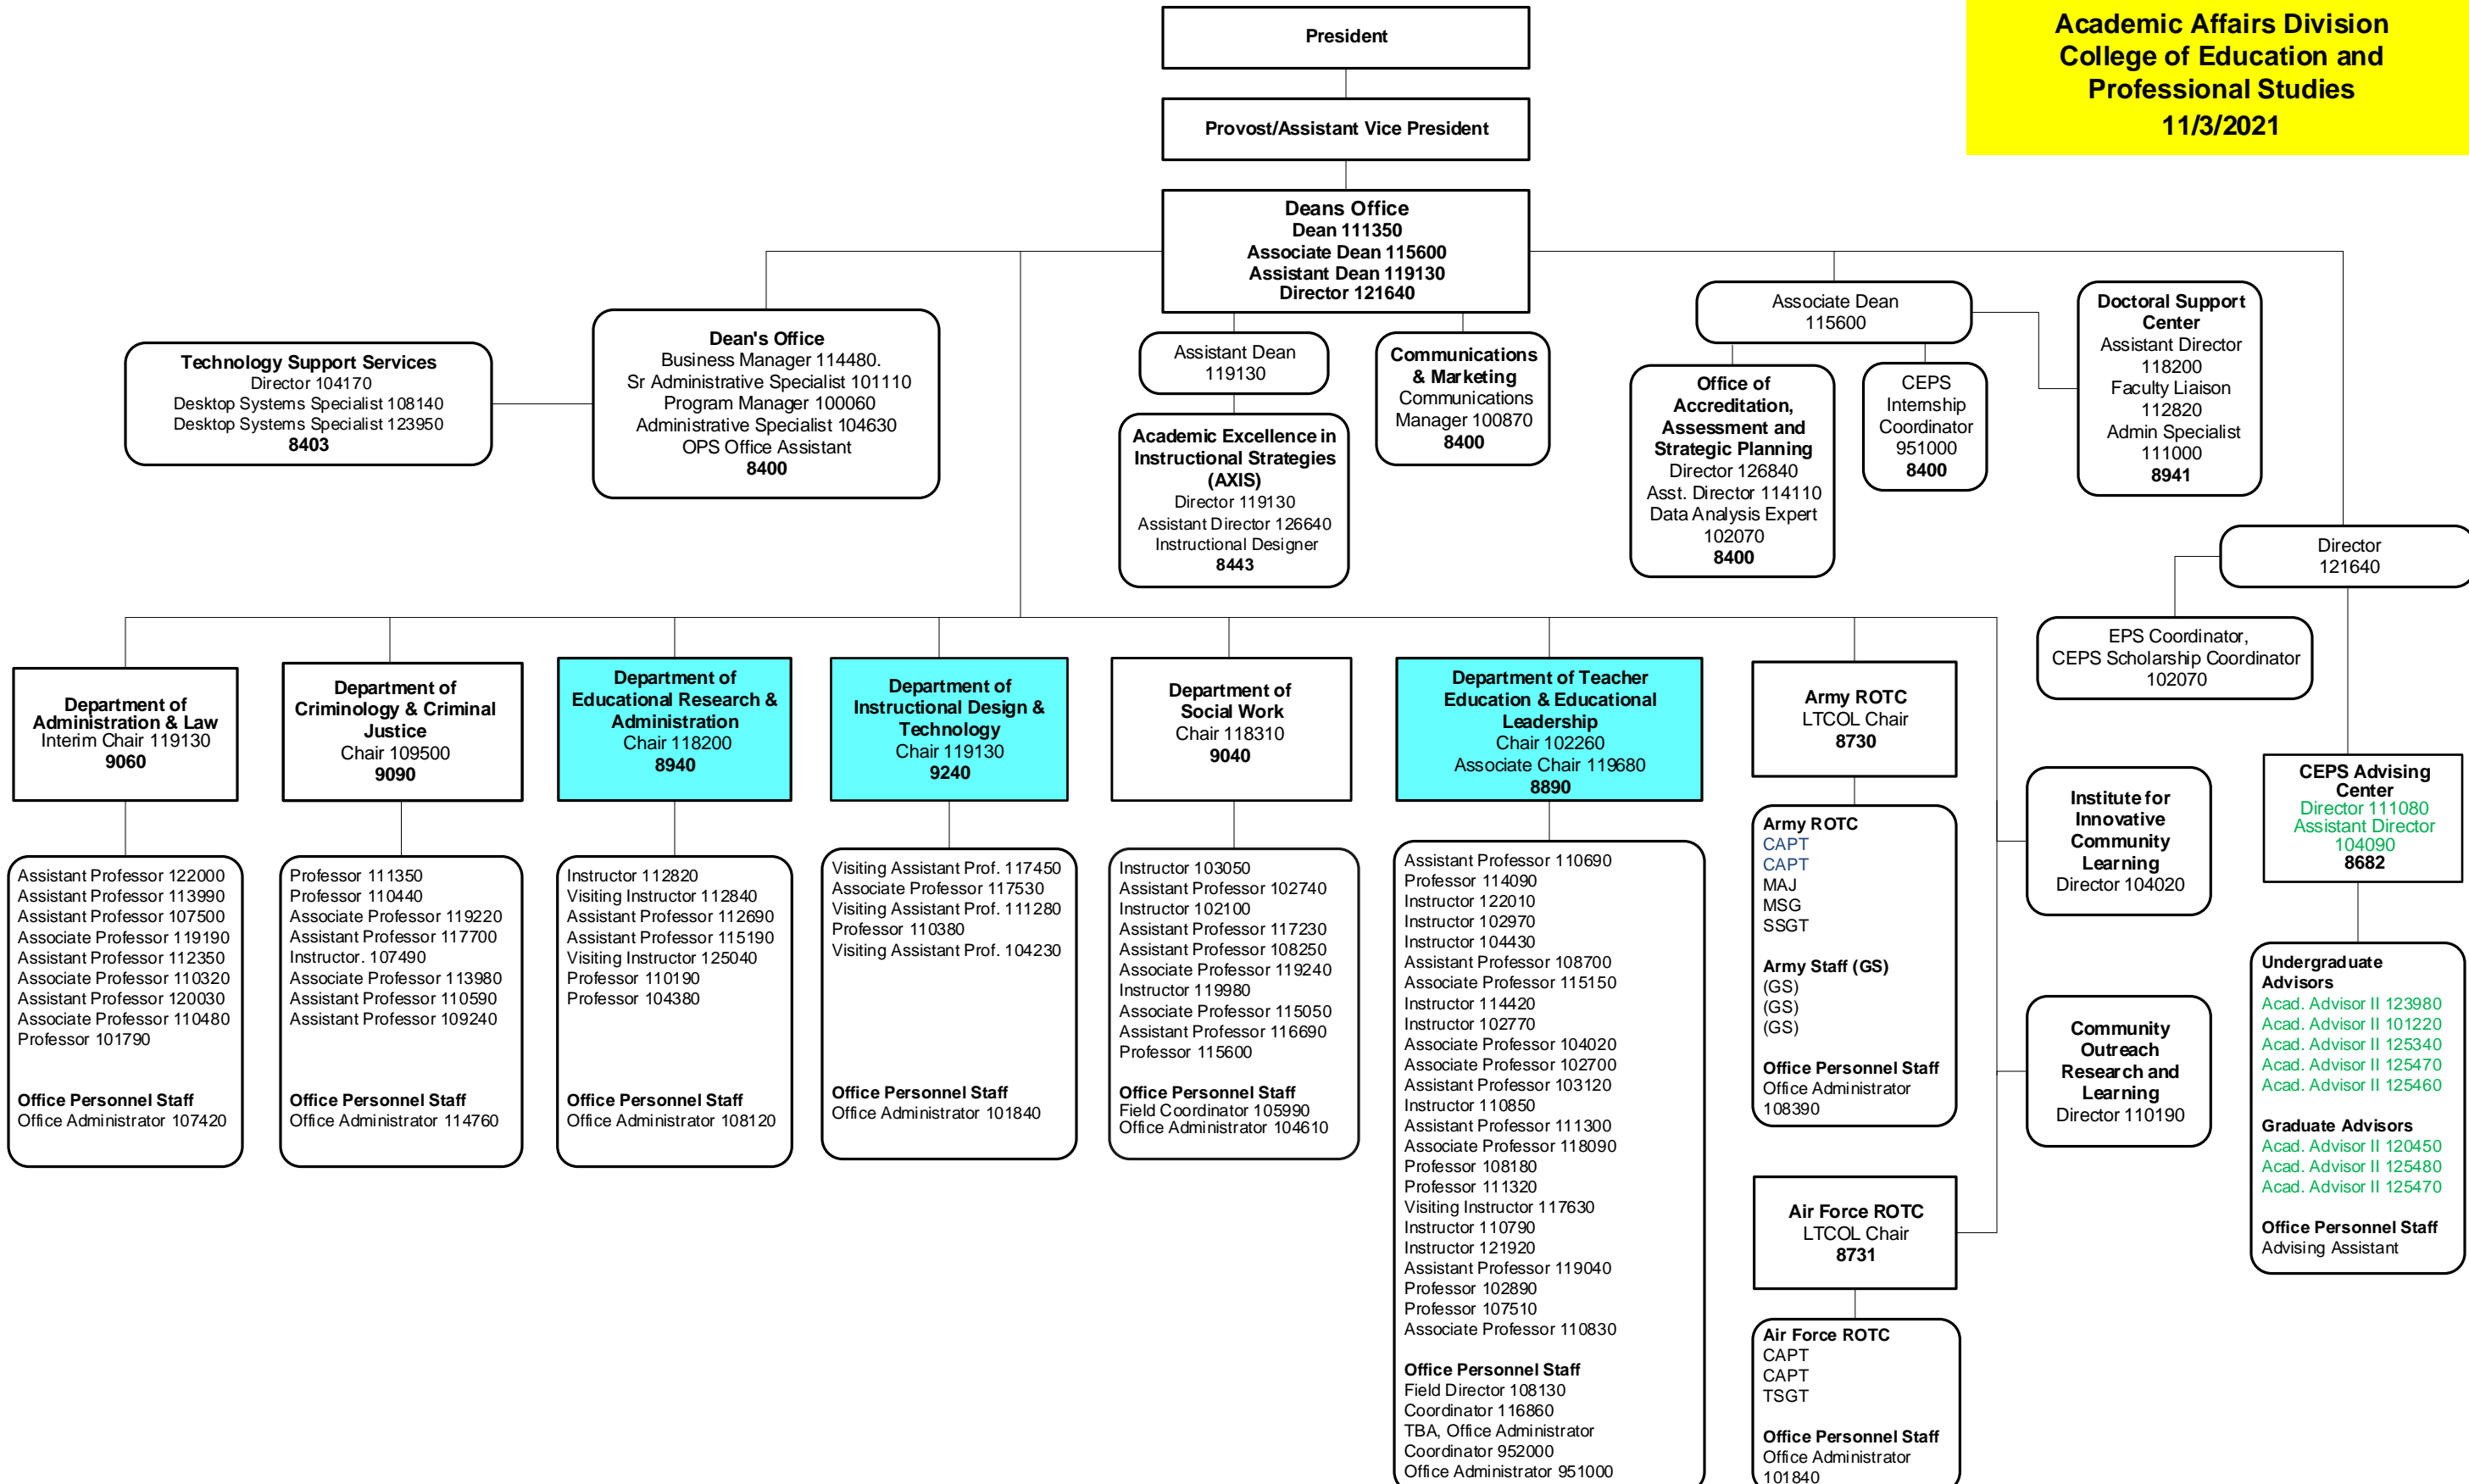 Academic Affairs Division
College of Education and
Professional Studies
11/3/2021
President
Provost/Assistant Vice President
Deans Office
Dean 111350
Associate Dean 115600
Assistant Dean 119130
Director 121640
Technology Support Services
Director 104170
Desktop Systems Specialist 108140
Desktop Systems Specialist 123950
8403
Dean's Office
Business Manager 114480.
Sr Administrative Specialist 101110
Program Manager 100060
Administrative Specialist 104630
OPS Office Assistant
8400
Assistant Dean
119130
Academic Excellence in
Instructional Strategies
(AXIS)
Director 119130
Assistant Director 126640
Instructional Designer
8443
Communications
& Marketing
Communications
Manager 100870
8400
Associate Dean
115600
Office of
Accreditation,
Assessment and
Strategic Planning
Director 126840
Asst. Director 114110
Data Analysis Expert
102070
8400
CEPS
Internship
Coordinator
951000
8400
Doctoral Support
Center
Assistant Director
118200
Faculty Liaison
112820
Admin Specialist
111000
8941
Director
121640
EPS Coordinator,
CEPS Scholarship Coordinator
102070
Department of
Administration & Law
Interim Chair 119130
9060
Department of
Criminology & Criminal
Justice
Chair 109500
9090
Department of
Educational Research &
Administration
Chair 118200
8940
Department of
Instructional Design &
Technology
Chair 119130
9240
Department of
Social Work
Chair 118310
9040
Department of Teacher
Education & Educational
Leadership
Chair 102260
Associate Chair 119680
8890
Army ROTC
LTCOL Chair
8730
Institute for
Innovative
Community
Learning
Director 104020
CEPS Advising
Center
Director 111080
Assistant Director
104090
8682
Assistant Professor 122000
Assistant Professor 113990
Assistant Professor 107500
Associate Professor 119190
Assistant Professor 112350
Associate Professor 110320
Assistant Professor 120030
Associate Professor 110480
Professor 101790
Office Personnel Staff
Office Administrator 107420
Professor 111350
Professor 110440
Associate Professor 119220
Assistant Professor 117700
Instructor. 107490
Associate Professor 113980
Assistant Professor 110590
Assistant Professor 109240
Office Personnel Staff
Office Administrator 114760
Instructor 112820
Visiting Instructor 112840
Assistant Professor 112690
Assistant Professor 115190
Visiting Instructor 125040
Professor 110190
Professor 104380
Office Personnel Staff
Office Administrator 108120
Visiting Assistant Prof. 117450
Associate Professor 117530
Visiting Assistant Prof. 111280
Professor 110380
Visiting Assistant Prof. 104230
Office Personnel Staff
Office Administrator 101840
Instructor 103050
Assistant Professor 102740
Instructor 102100
Assistant Professor 117230
Assistant Professor 108250
Associate Professor 119240
Instructor 119980
Associate Professor 115050
Assistant Professor 116690
Professor 115600
Office Personnel Staff
Field Coordinator 105990
Office Administrator 104610
Assistant Professor 110690
Professor 114090
Instructor 122010
Instructor 102970
Instructor 104430
Assistant Professor 108700
Associate Professor 115150
Instructor 114420
Instructor 102770
Associate Professor 104020
Associate Professor 102700
Assistant Professor 103120
Instructor 110850
Assistant Professor 111300
Associate Professor 118090
Professor 108180
Professor 111320
Visiting Instructor 117630
Instructor 110790
Instructor 121920
Assistant Professor 119040
Professor 102890
Professor 107510
Associate Professor 110830
Office Personnel Staff
Field Director 108130
Coordinator 116860
TBA, Office Administrator
Coordinator 952000
Office Administrator 951000
Army ROTC
CAPT
CAPT
MAJ
MSG
SSGT
Army Staff (GS)
(GS)
(GS)
(GS)
Office Personnel Staff
Office Administrator
108390
Community
Outreach
Research and
Learning
Director 110190
Air Force ROTC
LTCOL Chair
8731
Air Force ROTC
CAPT
CAPT
TSGT
Office Personnel Staff
Office Administrator
101840
Undergraduate
Advisors
Acad. Advisor II 123980
Acad. Advisor II 101220
Acad. Advisor II 125340
Acad. Advisor II 125470
Acad. Advisor II 125460
Graduate Advisors
Acad. Advisor II 120450
Acad. Advisor II 125480
Acad. Advisor II 125470
Office Personnel Staff
Advising Assistant